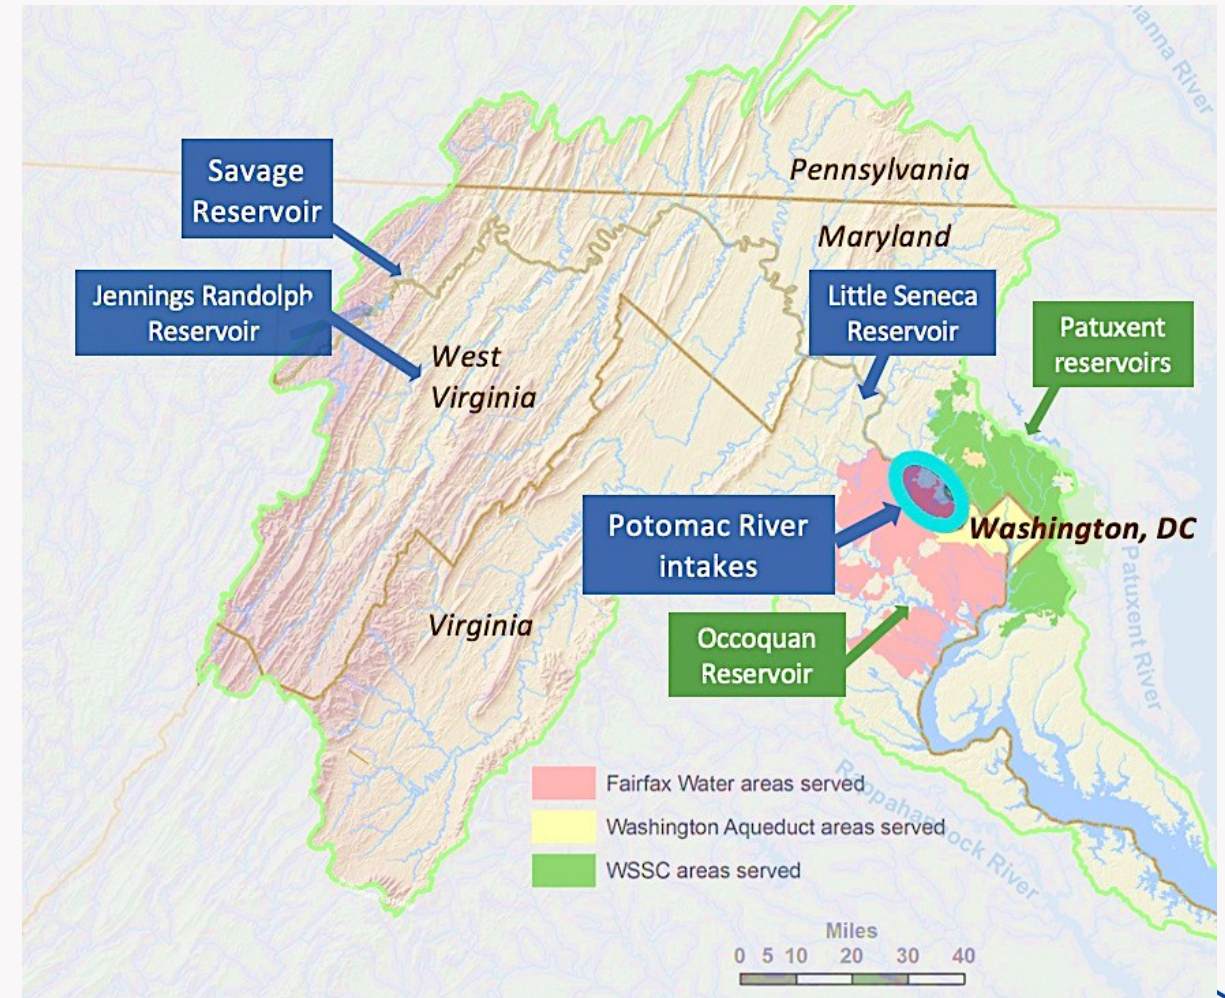 hanna River
Pennsylvania
Savage
Reservoir
Maryland
Jennings Randolph
Reservoir
Little Seneca
Reservoir
Patuxent
reservoirs
West
Virginia
Potomac River
intakes
Washington, DC
Patuxent River
Virginia
Occoquan
Reservoir
Rappahannock River
Fairfax Water areas served
Washington Aqueduct areas served
WSSC areas served
Miles
0 5 10 20 30 40